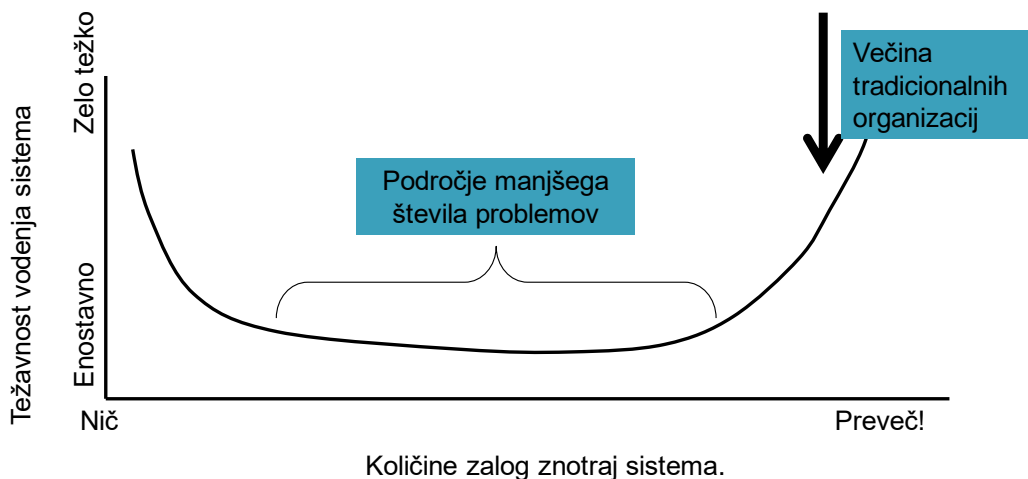 Težavnost vodenja sistema
Zelo težko
Enostavno
Področje manjšega
števila problemov
Večina
tradicionalnih
organizacij
Nič
Preveč!
Količine zalog znotraj sistema.